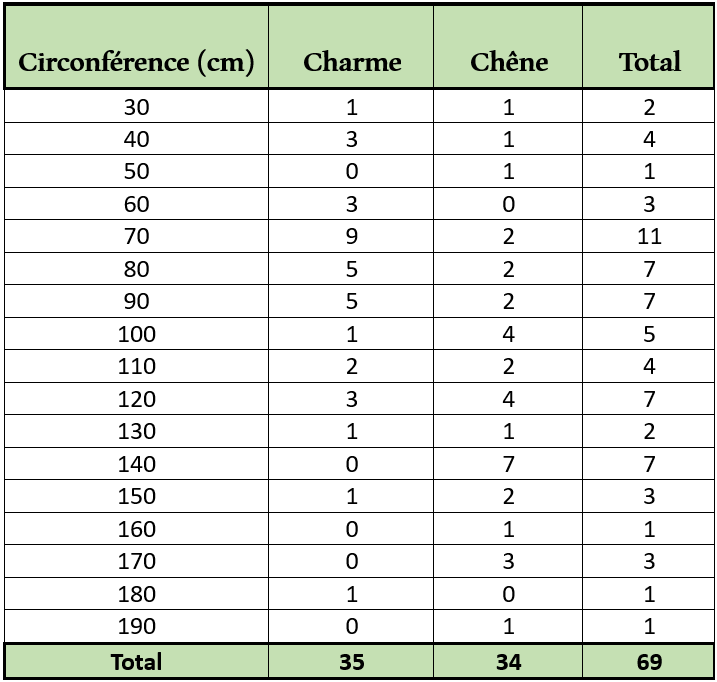 Circonférence (cm) Charme Chêne Total
30 1 1 2
40 3 1 4
50 0 1 1
60 3 0 3
70 9 2 11
80 5 2 7
90 5 2 7
100 1 4 5
110 2 2 4
120 3 4 7
130 1 1 2
140 0 7 7
150 1 2 3
160 0 1 1
170 0 3 3
180 1 0 1
190 0 1 1
Total 35 34 69